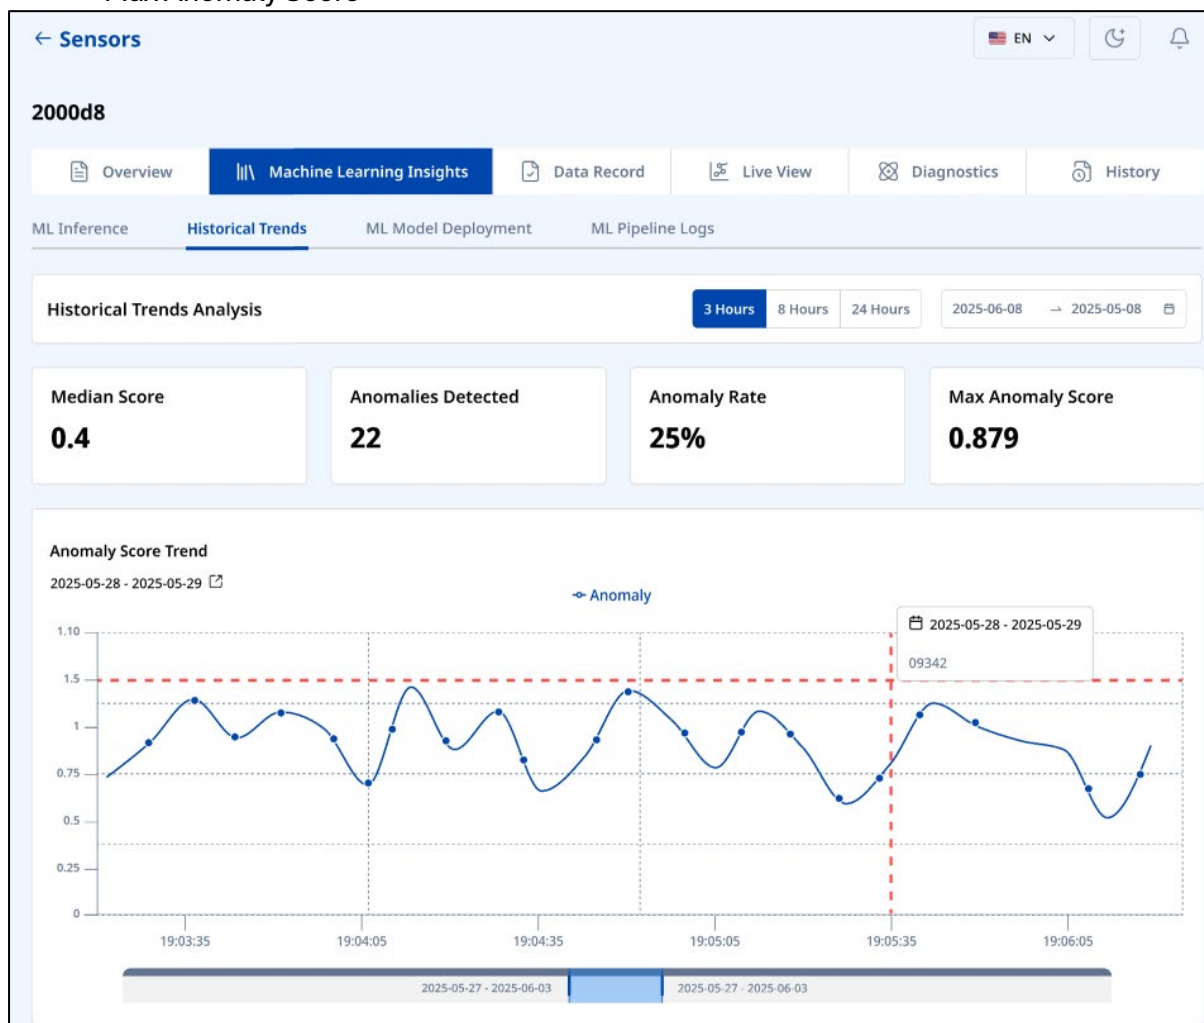 Max Anomaly Score
← Sensors
EN
2000d8
Overview
Machine Learning Insights
Data Record
Live View
Diagnostics
History
ML Inference
Historical Trends
ML Model Deployment
ML Pipeline Logs
Historical Trends Analysis
3 Hours
8 Hours
24 Hours
2025-06-08 → 2025-05-08
Median Score
0.4
Anomalies Detected
22
Anomaly Rate
25%
Max Anomaly Score
0.879
Anomaly Score Trend
2025-05-28 - 2025-05-29
Anomaly
2025-05-28 - 2025-05-29
09342
1.10
1.5
1
0.75
0.5
0.25
0
19:03:35
19:04:05
19:04:35
19:05:05
19:05:35
19:06:05
2025-05-27 - 2025-06-03
2025-05-27 - 2025-06-03